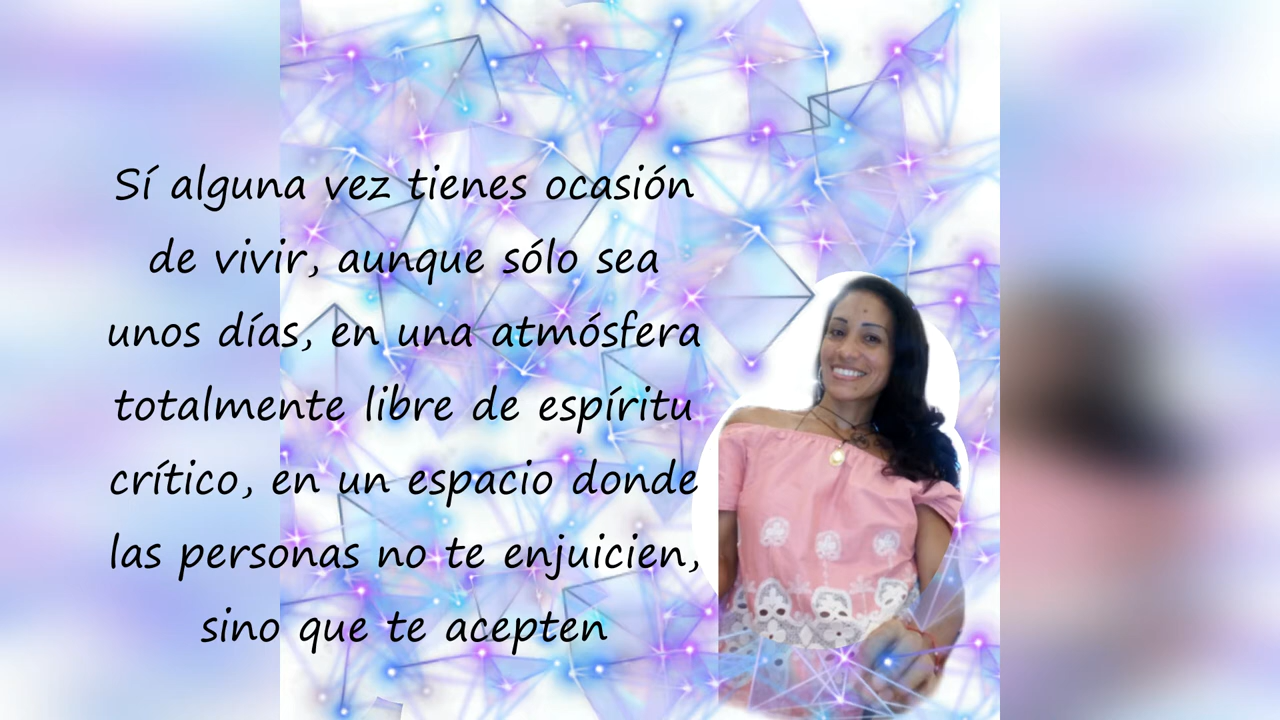 Sí alguna vez tienes ocasión
de vivir, aunque sólo sea
unos días, en una atmósfera
totalmente libre de espíritu
crítico, en un espacio donde
las personas no te enjuicien,
sino que te acepten